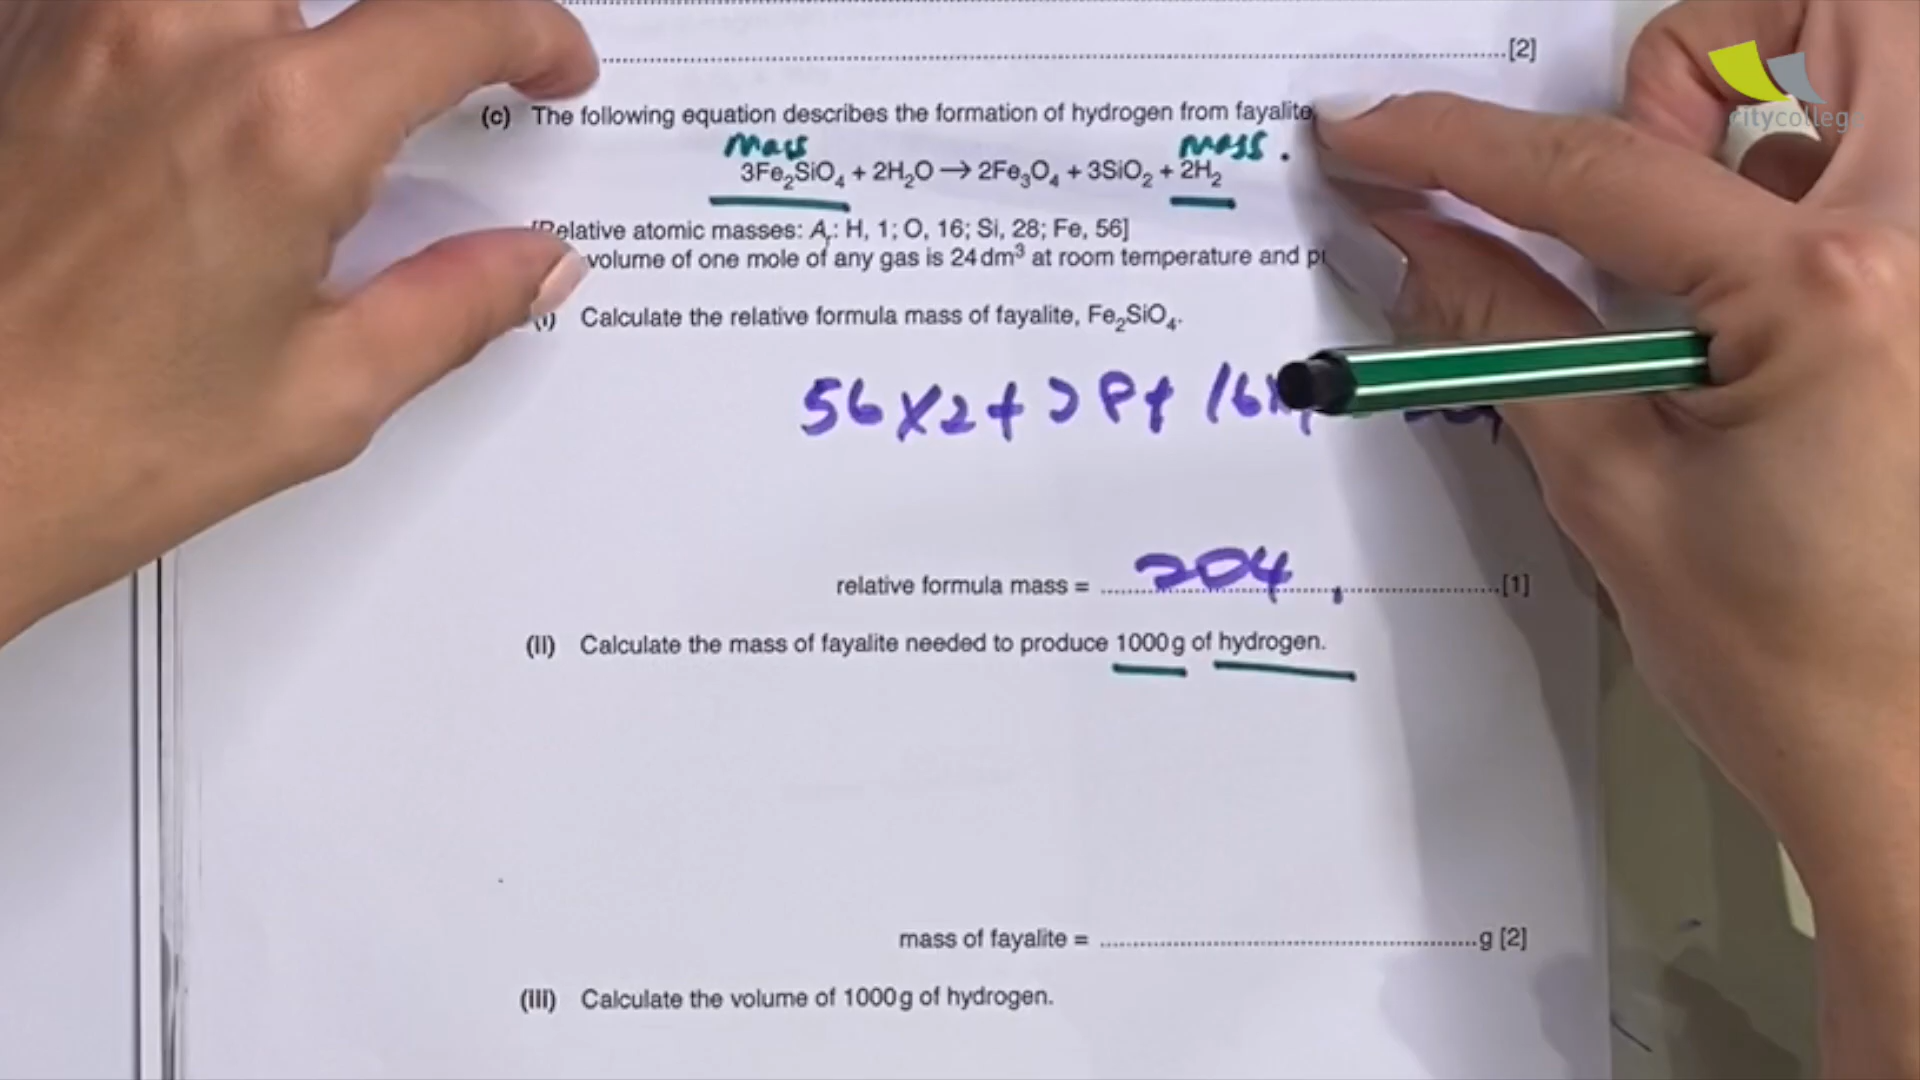 [2]
citycollege
(c) The following equation describes the formation of hydrogen from fayalite
mass mass.
3Fe₂SiO₄ + 2H₂O → 2Fe₃O₄ + 3SiO₂ + 2H₂
[Relative atomic masses: Aᵣ: H, 1; O, 16; Si, 28; Fe, 56]
volume of one mole of any gas is 24 dm³ at room temperature and
(i) Calculate the relative formula mass of fayalite, Fe₂SiO₄.
56×2+28+16×
relative formula mass = 204 [1]
(ii) Calculate the mass of fayalite needed to produce 1000 g of hydrogen.
mass of fayalite = g [2]
(iii) Calculate the volume of 1000 g of hydrogen.